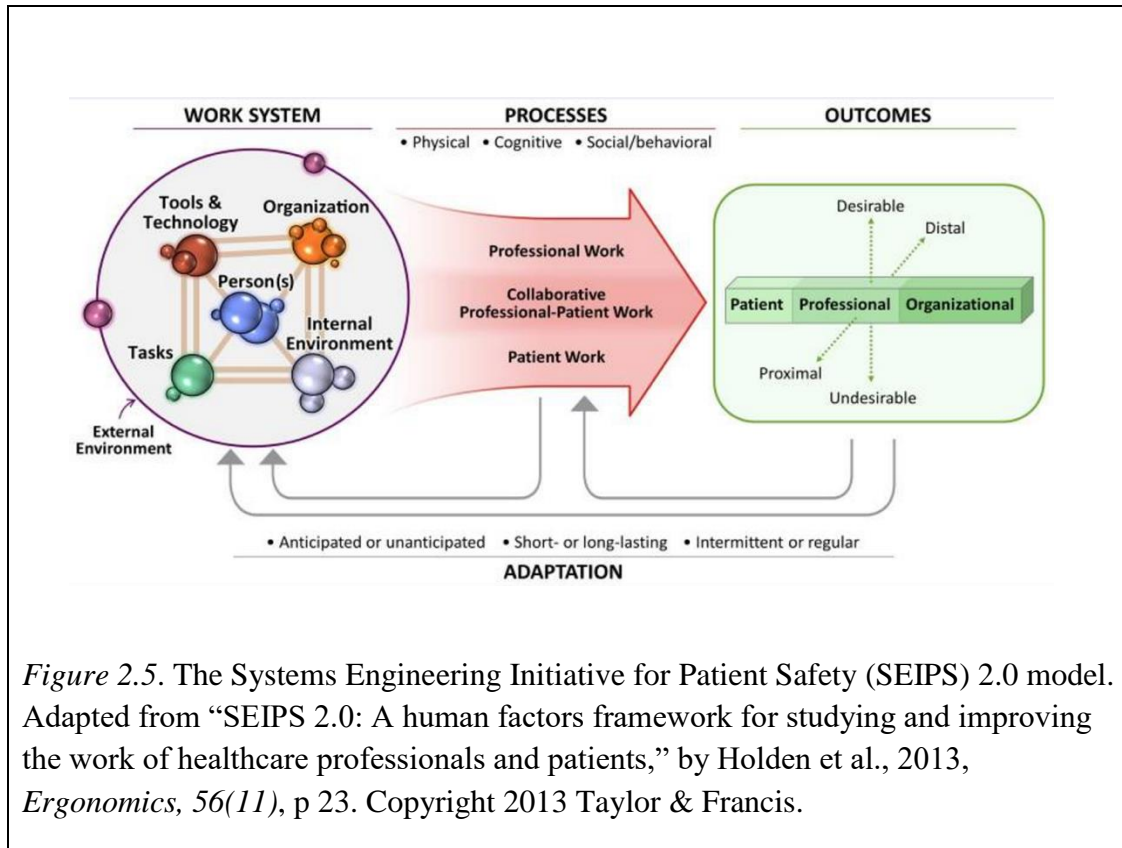 WORK SYSTEM
PROCESSES
OUTCOMES
• Physical • Cognitive • Social/behavioral
Tools &
Technology
Organization
Person(s)
Internal
Environment
Tasks
External
Environment
Professional Work
Collaborative
Professional-Patient Work
Patient Work
Desirable
Distal
Patient Professional Organizational
Proximal
Undesirable
• Anticipated or unanticipated • Short- or long-lasting • Intermittent or regular
ADAPTATION
Figure 2.5. The Systems Engineering Initiative for Patient Safety (SEIPS) 2.0 model.
Adapted from “SEIPS 2.0: A human factors framework for studying and improving
the work of healthcare professionals and patients,” by Holden et al., 2013,
Ergonomics, 56(11), p 23. Copyright 2013 Taylor & Francis.